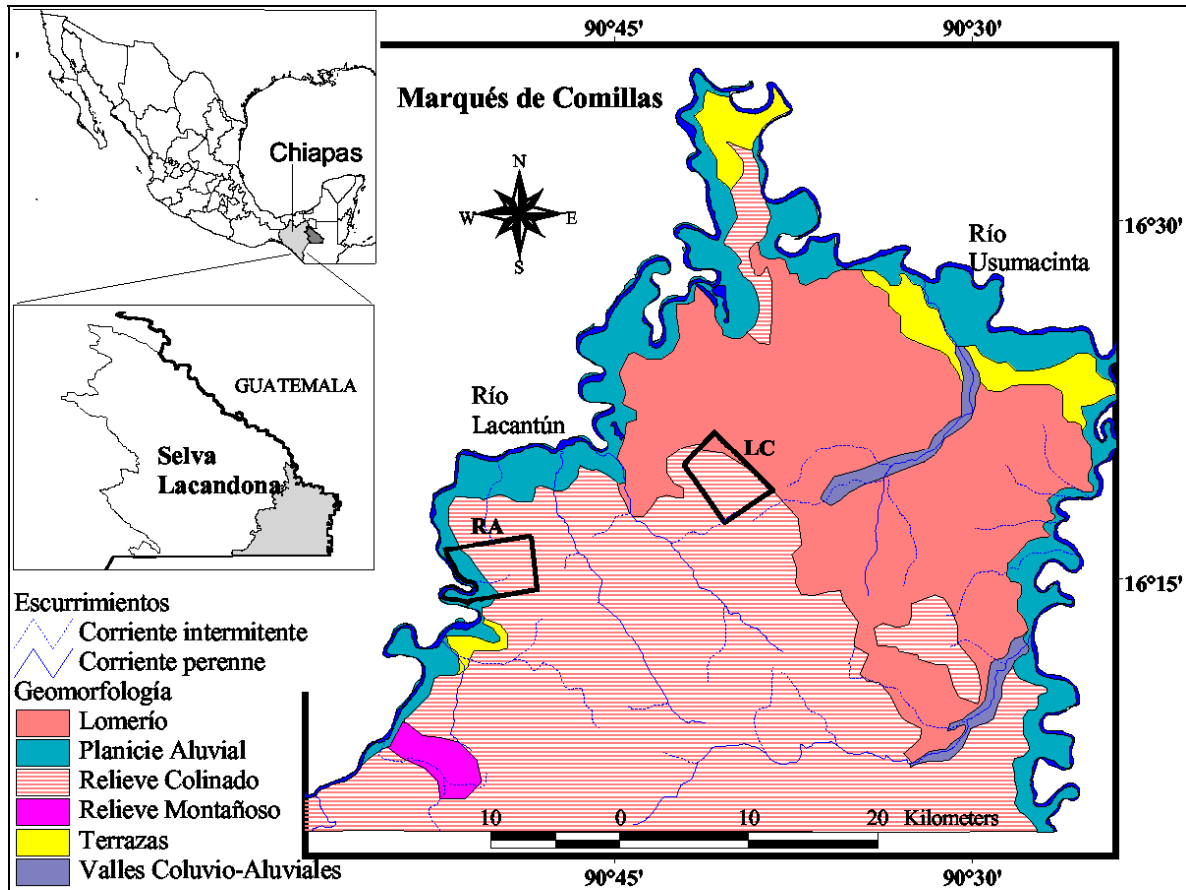 90°45'
90°30'
Marqués de Comillas
Chiapas
N
W
E
S
16°30'
Río
Usumacinta
GUATEMALA
Río
Lacantún
Selva
Lacandona
LC
RA
16°15'
Escurrimientos
Corriente intermitente
Corriente perenne
Geomorfología
Lomerío
Planicie Aluvial
Relieve Colinado
Relieve Montañoso
Terrazas
Valles Coluvio-Aluviales
10 0 10 20 Kilometers
90°45'
90°30'